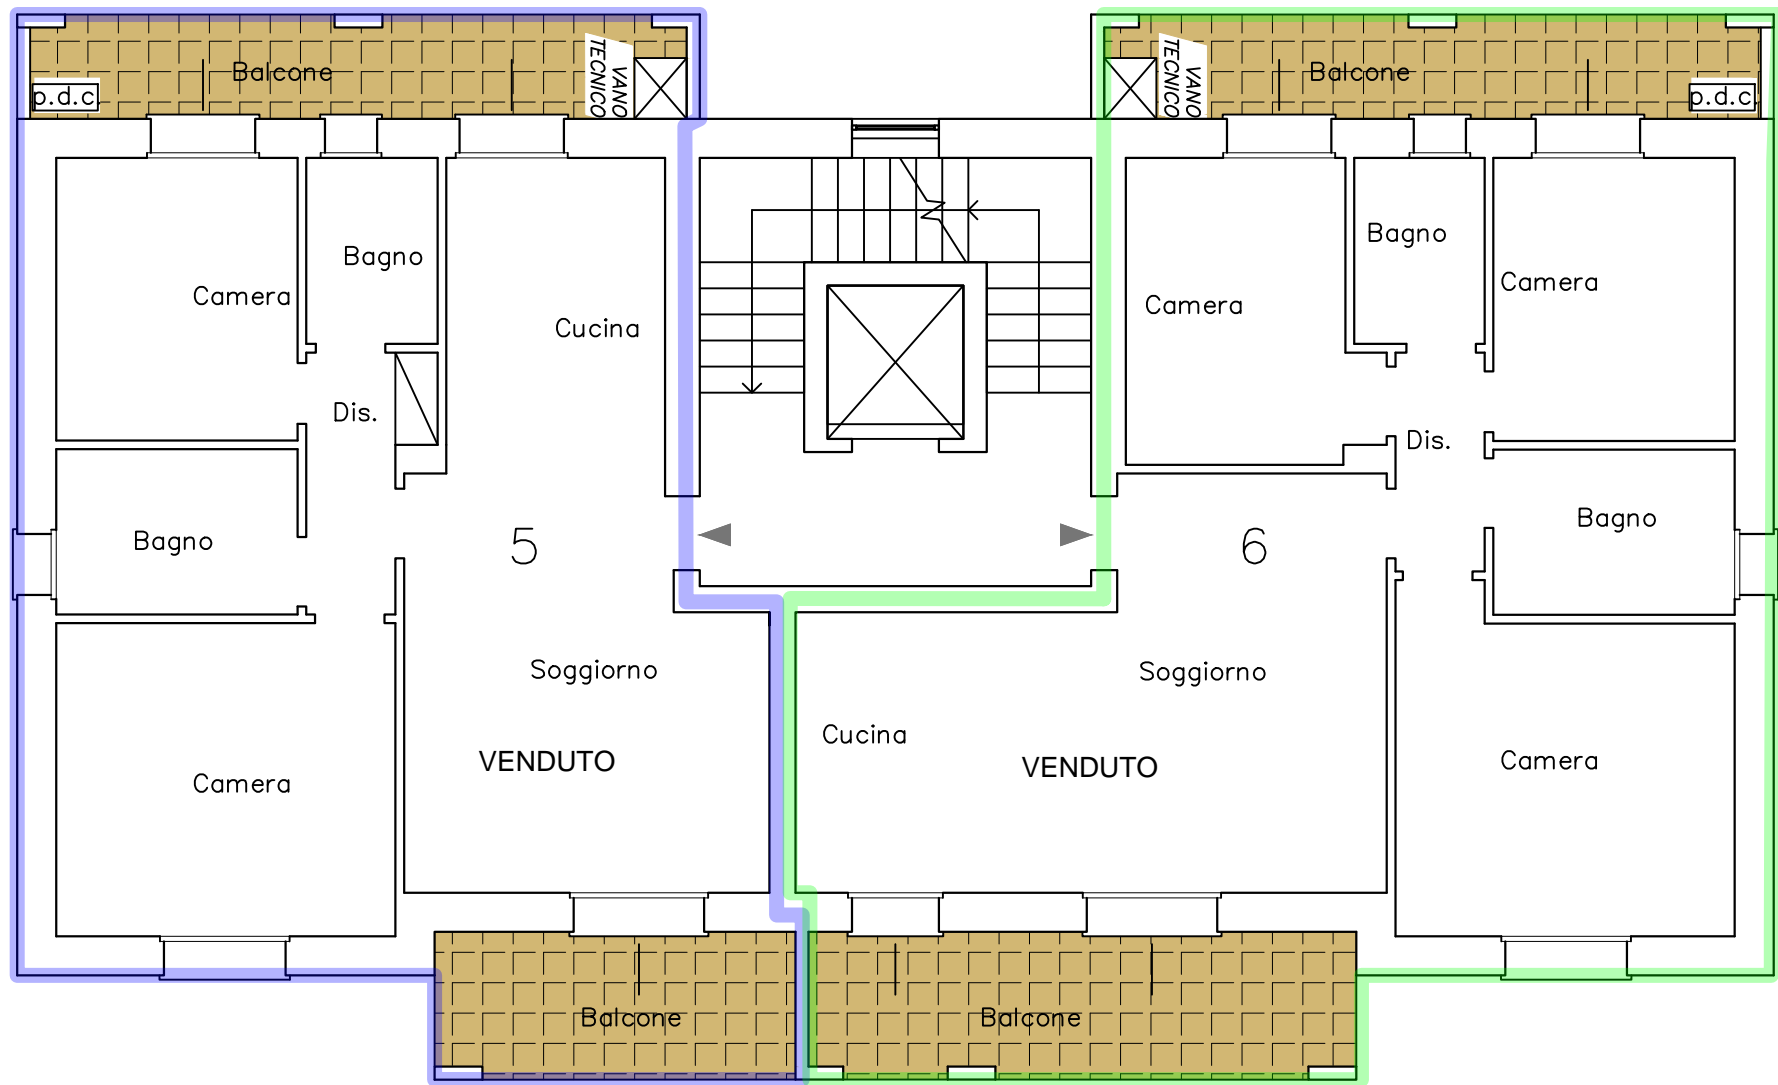 Balcone
VANO
TECNICO
p.d.c.
Camera
Bagno
Cucina
Dis.
Bagno
5
Soggiorno
VENDUTO
Camera
Balcone
VANO
TECNICO
Balcone
p.d.c.
Camera
Bagno
Camera
Dis.
Bagno
6
Soggiorno
Cucina
VENDUTO
Camera
Balcone